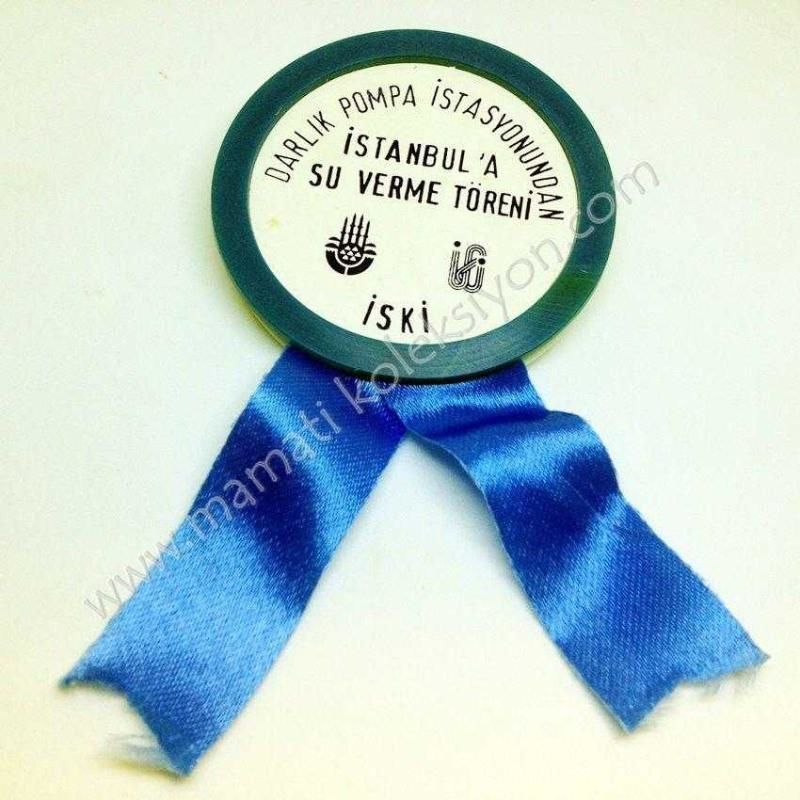 DARLIK POMPA İSTASYONUNDAN
İSTANBUL'A
SU VERME TÖRENİ
İSKİ
www.mamati koleksiyon.com